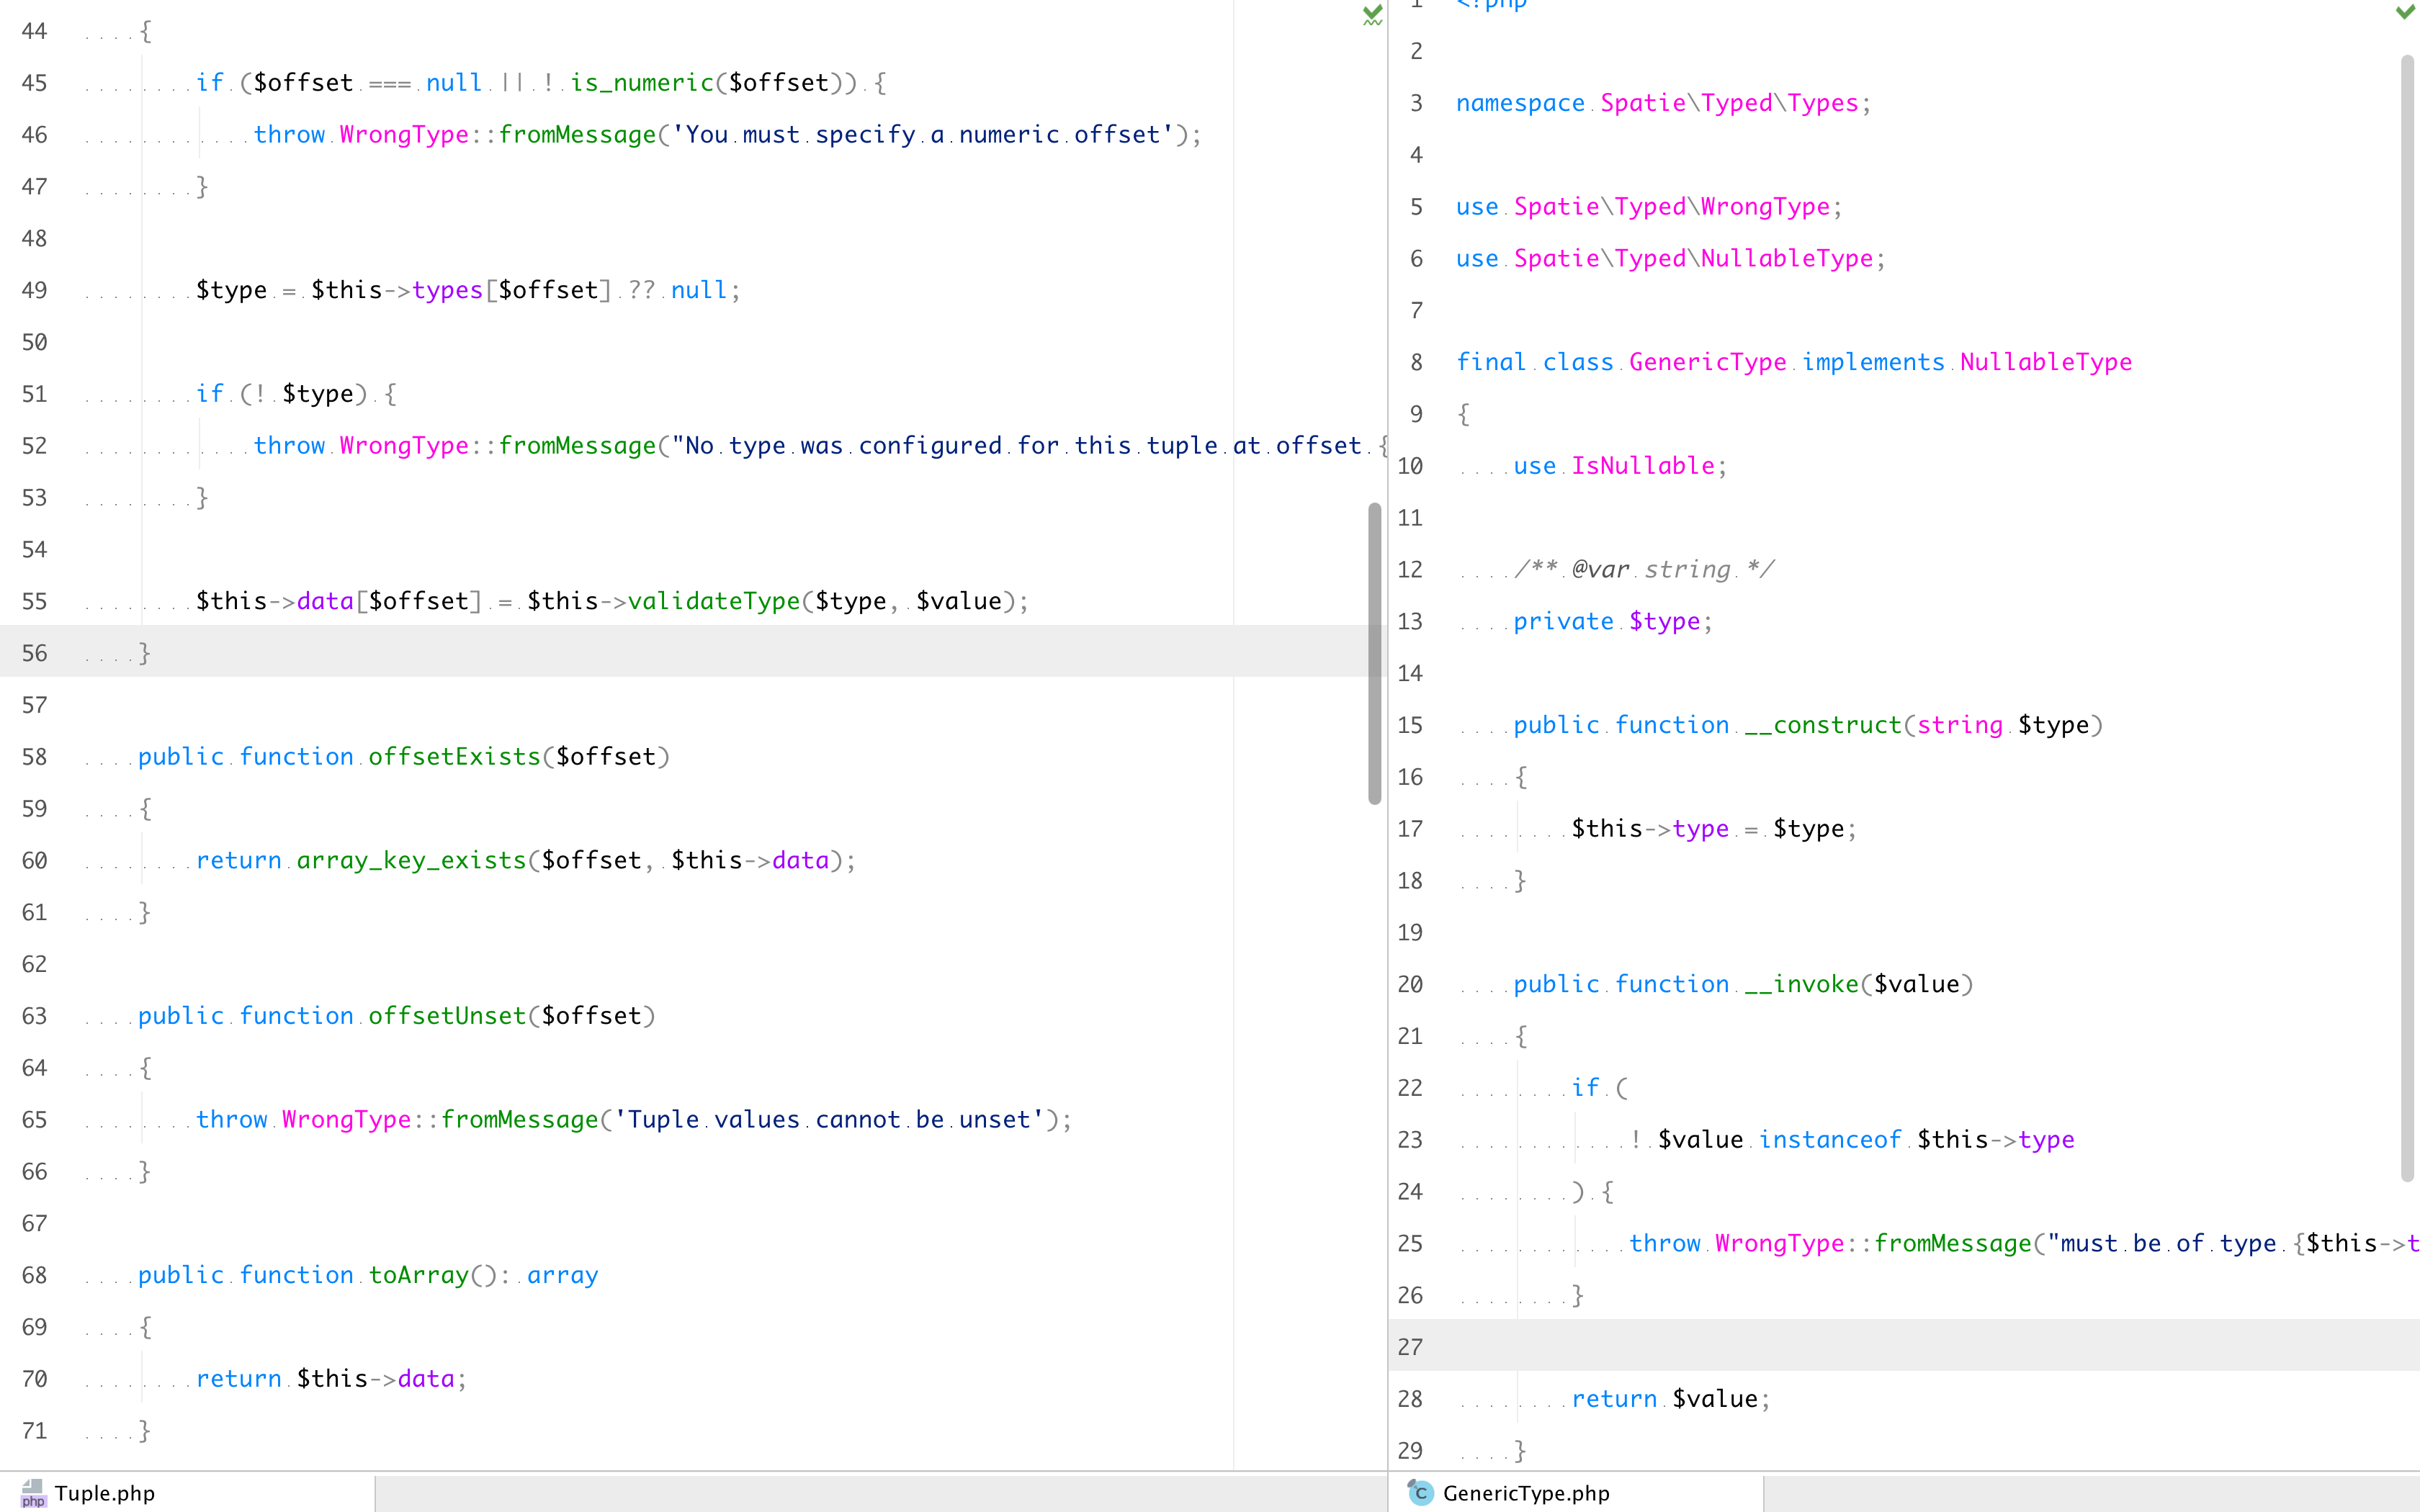 44 {
45 if ($offset === null || ! is_numeric($offset)) {
46 throw WrongType::fromMessage('You must specify a numeric offset');
47 }
48
49 $type = $this->types[$offset] ?? null;
50
51 if (! $type) {
52 throw WrongType::fromMessage("No type was configured for this tuple at offset {
53 }
54
55 $this->data[$offset] = $this->validateType($type, $value);
56 }
57
58 public function offsetExists($offset)
59 {
60 return array_key_exists($offset, $this->data);
61 }
62
63 public function offsetUnset($offset)
64 {
65 throw WrongType::fromMessage('Tuple values cannot be unset');
66 }
67
68 public function toArray(): array
69 {
70 return $this->data;
71 }
php Tuple.php
1 <?php
2
3 namespace Spatie\Typed\Types;
4
5 use Spatie\Typed\WrongType;
6 use Spatie\Typed\NullableType;
7
8 final class GenericType implements NullableType
9 {
10 use IsNullable;
11
12 /** @var string */
13 private $type;
14
15 public function __construct(string $type)
16 {
17 $this->type = $type;
18 }
19
20 public function __invoke($value)
21 {
22 if (
23 ! $value instanceof $this->type
24 ) {
25 throw WrongType::fromMessage("must be of type {$this->t
26 }
27
28 return $value;
29 }
C GenericType.php